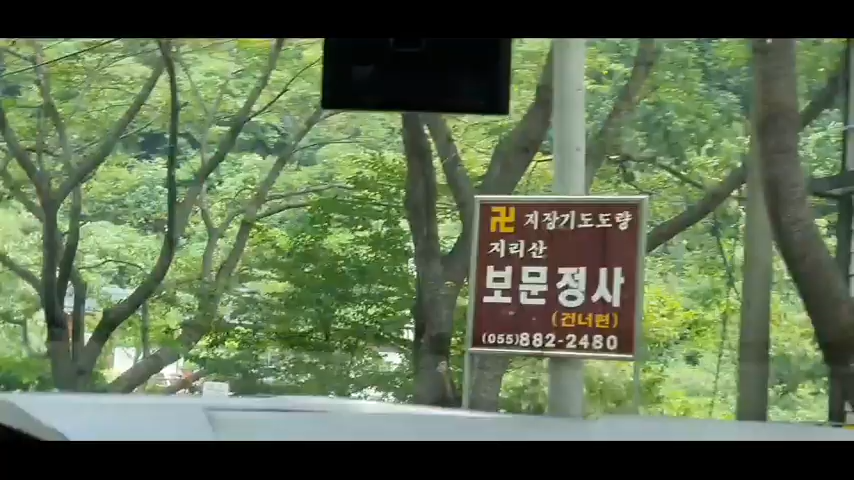 卍 지장기도도량
지리산
보문정사
(건너편)
(055)882-2480